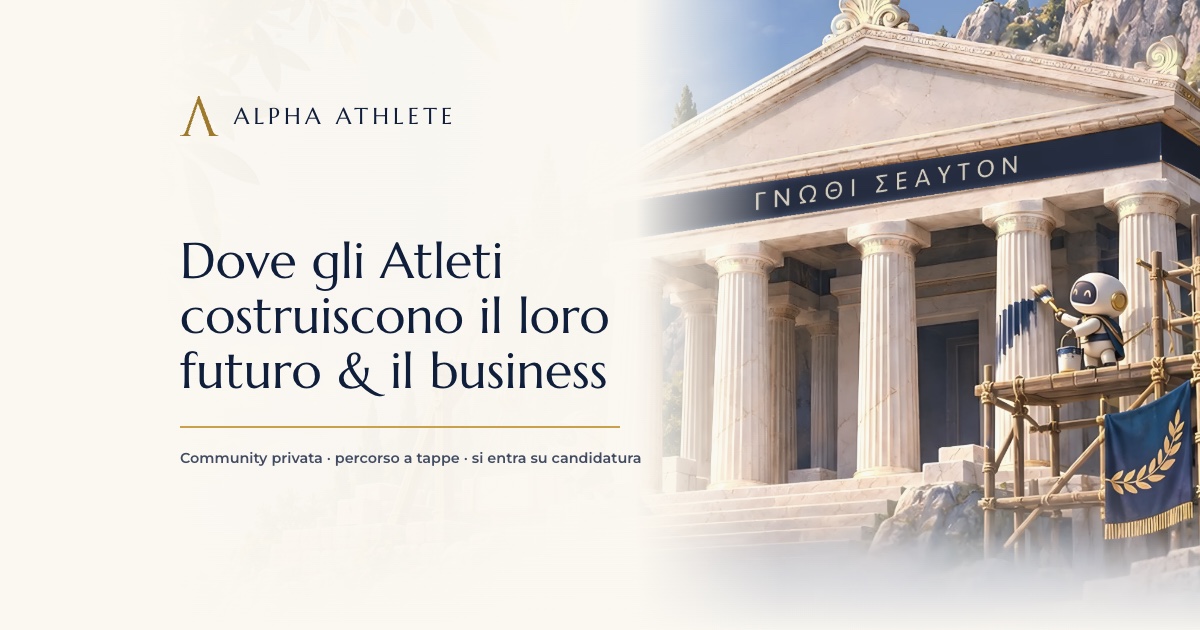 ALPHA ATHLETE
Dove gli Atleti
costruiscono il loro
futuro & il business
Community privata · percorso a tappe · si entra su candidatura
ΓΝΩΘΙ ΣΕΑΥΤΟΝ